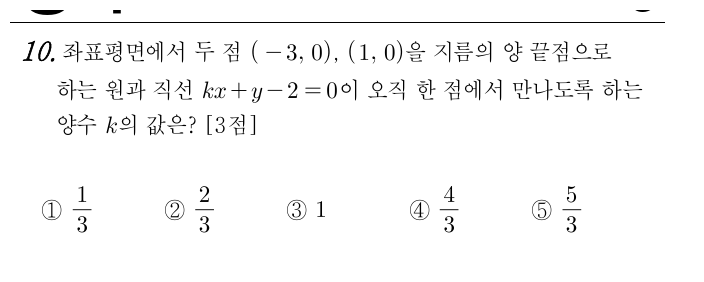 10. 좌표평면에서 두 점 (−3, 0), (1, 0)을 지름의 양 끝점으로
하는 원과 직선 kx+y−2=0이 오직 한 점에서 만나도록 하는
양수 k의 값은? [3점]
① 1/3 ② 2/3 ③ 1 ④ 4/3 ⑤ 5/3